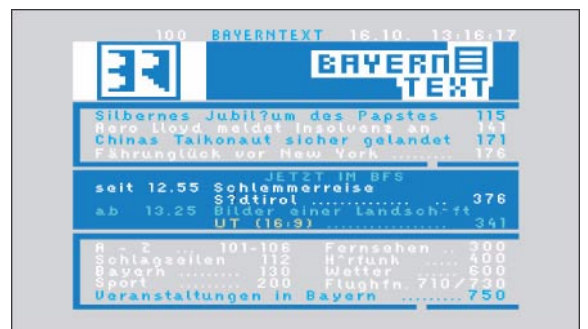 100 BAYERNTEXT 16.10. 13:16:17
BR
BAYERN
TEXT
Silbernes Jubil?um des Papstes 115
Aero Lloyd meldet Insolvenz an 141
Chinas Taikonaut sicher gelandet 171
Fährunglück vor New York ......... 176
JETZT IM BFS
seit 12.55 Schlemmerreise
S?dtirol .............. .. 376
ab 13.25 Bilder einer Landsch-ft
UT (16:9) ................ 341
A - Z ... 101-106 Fernsehen .. 300
Schlagzeilen 112 H^rfunk .... 400
Bayern ......... 130 Wetter ..... 600
Sport ......... 200 Flughfn. 710/730
Veranstaltungen in Bayern ........750